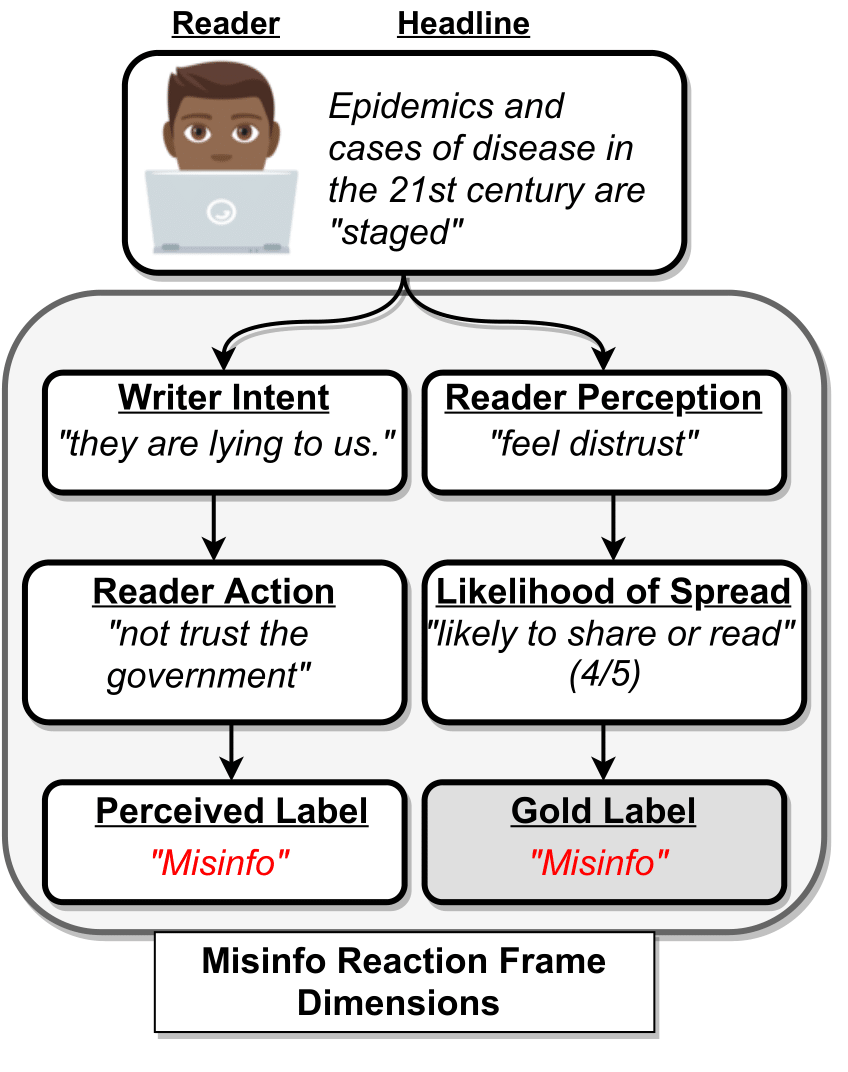 Reader
Headline
Epidemics and
cases of disease in
the 21st century are
"staged"
Writer Intent
"they are lying to us."
Reader Perception
"feel distrust"
Reader Action
"not trust the
government"
Likelihood of Spread
"likely to share or read"
(4/5)
Perceived Label
"Misinfo"
Gold Label
"Misinfo"
Misinfo Reaction Frame
Dimensions